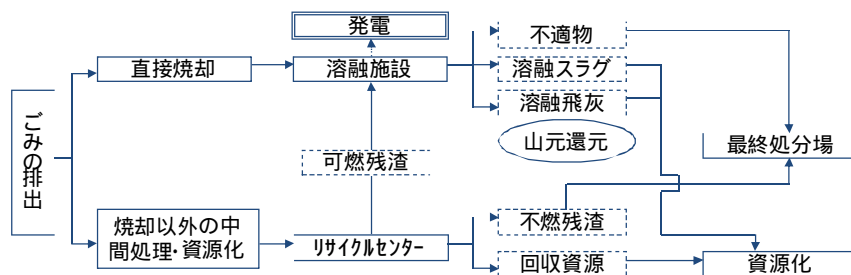 発電
不適物
直接焼却
溶融施設
溶融スラグ
溶融飛灰
ごみの排出
可燃残渣
山元還元
最終処分場
焼却以外の中
間処理・資源化
リサイクルセンター
不燃残渣
回収資源
資源化